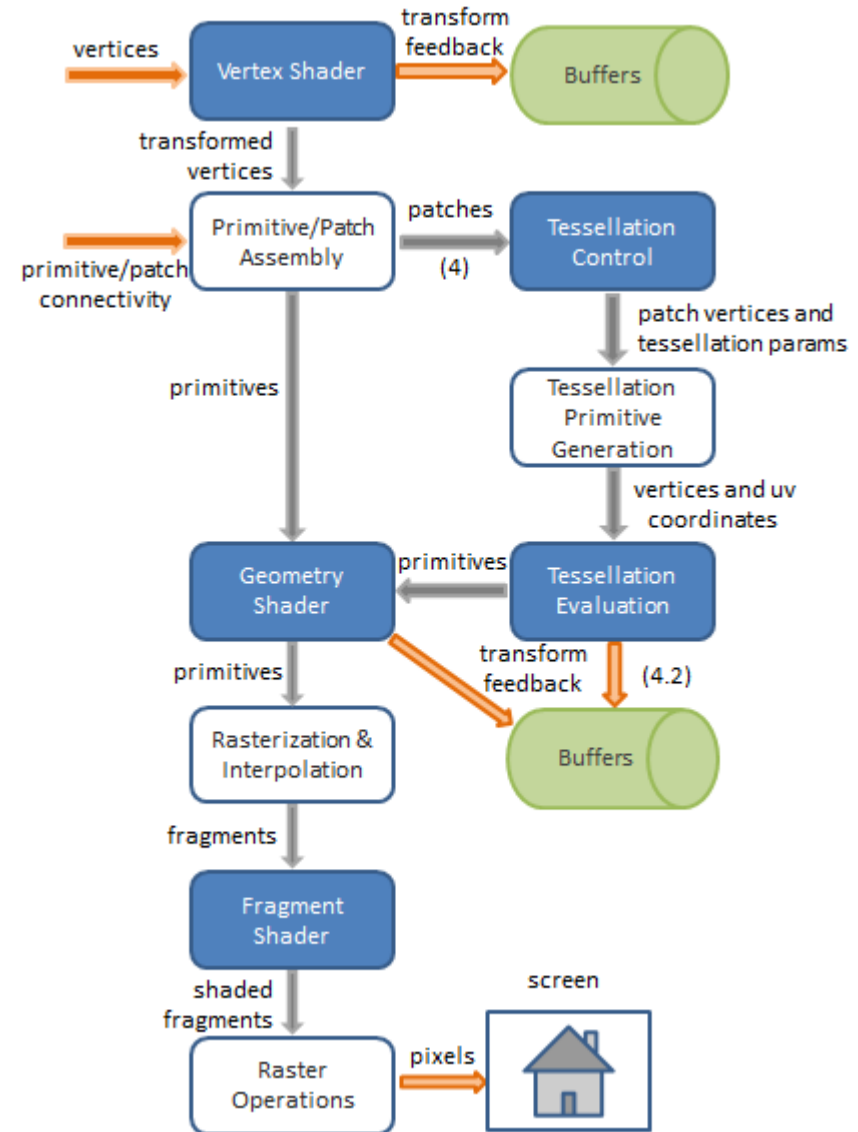 transform
feedback
vertices
Vertex Shader
Buffers
transformed
vertices
Primitive/Patch
Assembly
patches
(4)
Tessellation
Control
primitive/patch
connectivity
patch vertices and
tessellation params
primitives
Tessellation
Primitive
Generation
vertices and uv
coordinates
Geometry
Shader
primitives
Tessellation
Evaluation
primitives
transform
feedback
(4.2)
Rasterization &
Interpolation
Buffers
fragments
Fragment
Shader
shaded
fragments
screen
Raster
Operations
pixels